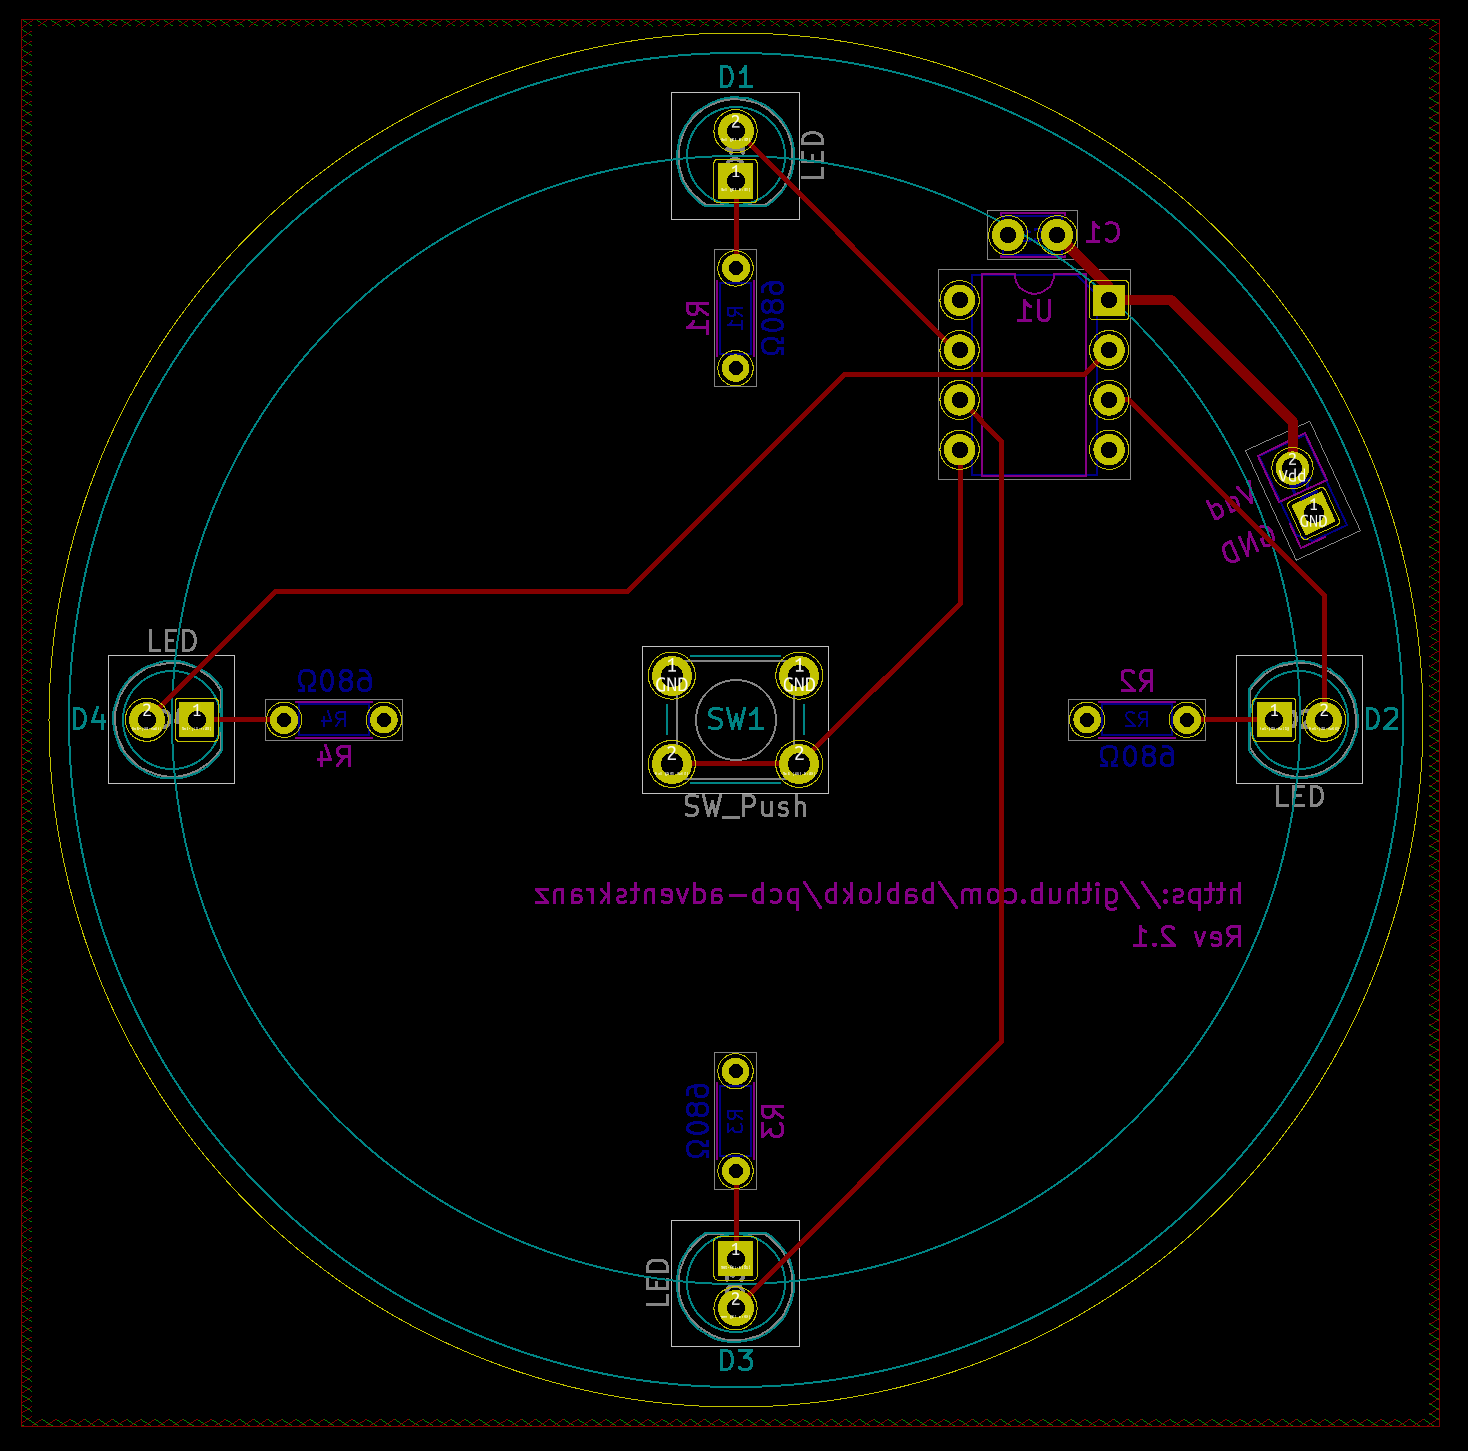 D1
2
1
LED
C1
U1
R1
R1
680Ω
2
Vdd
1
GND
Vdd
GND
LED
D4
2
1
680Ω
R4
R4
1
GND
1
GND
SW1
2
2
SW_Push
R2
R2
680Ω
1
2
D2
LED
https://github.com/bablokb/pcb-adventskranz
Rev 2.1
680Ω
R3
R3
LED
1
2
D3